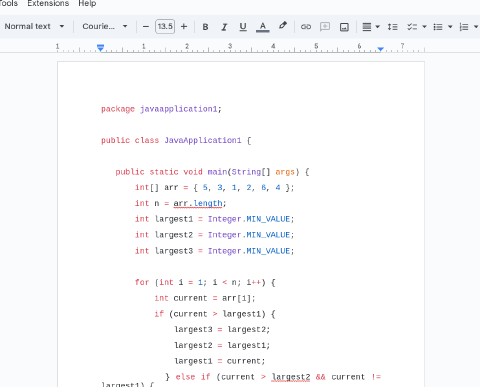 Tools Extensions Help
Normal text Courie... 13.5 B I U A
1 1 2 3 4 5 6 7
package javaapplication1;
public class JavaApplication1 {
public static void main(String[] args) {
int[] arr = { 5, 3, 1, 2, 6, 4 };
int n = arr.length;
int largest1 = Integer.MIN_VALUE;
int largest2 = Integer.MIN_VALUE;
int largest3 = Integer.MIN_VALUE;
for (int i = 1; i < n; i++) {
int current = arr[i];
if (current > largest1) {
largest3 = largest2;
largest2 = largest1;
largest1 = current;
} else if (current > largest2 && current !=
largest1) {